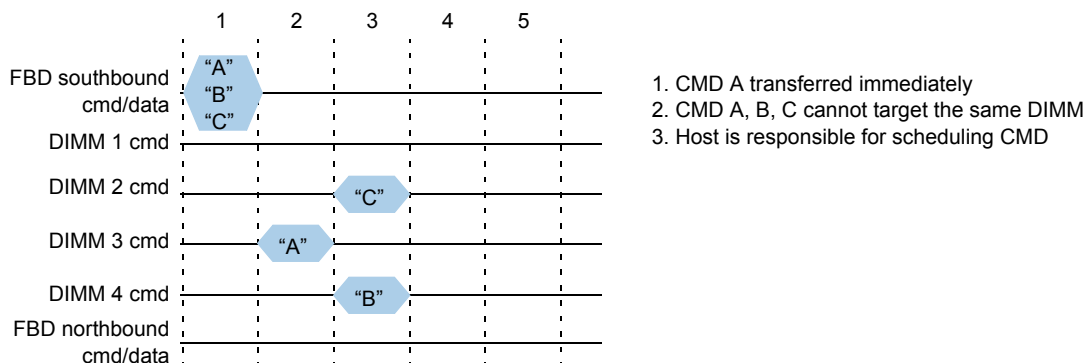 1 2 3 4 5
FBD southbound
cmd/data
“A”
“B”
“C”
DIMM 1 cmd
DIMM 2 cmd
“C”
DIMM 3 cmd
“A”
DIMM 4 cmd
“B”
FBD northbound
cmd/data
1. CMD A transferred immediately
2. CMD A, B, C cannot target the same DIMM
3. Host is responsible for scheduling CMD